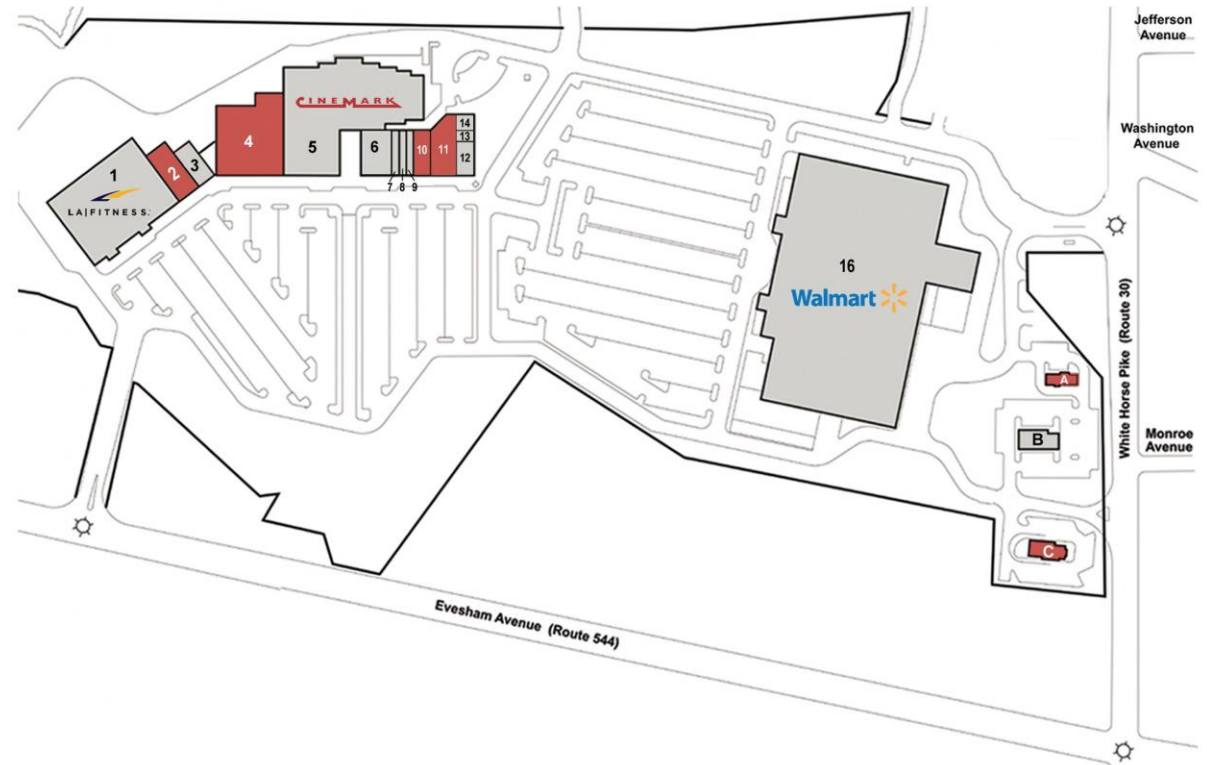 Jefferson
Avenue
CINEMARK
Washington
Avenue
14
13
12
11
10
4
5
6
7
8
9
3
2
1
LA|FITNESS.
16
Walmart
White Horse Pike (Route 30)
A
B
Monroe
Avenue
C
Evesham Avenue (Route 544)